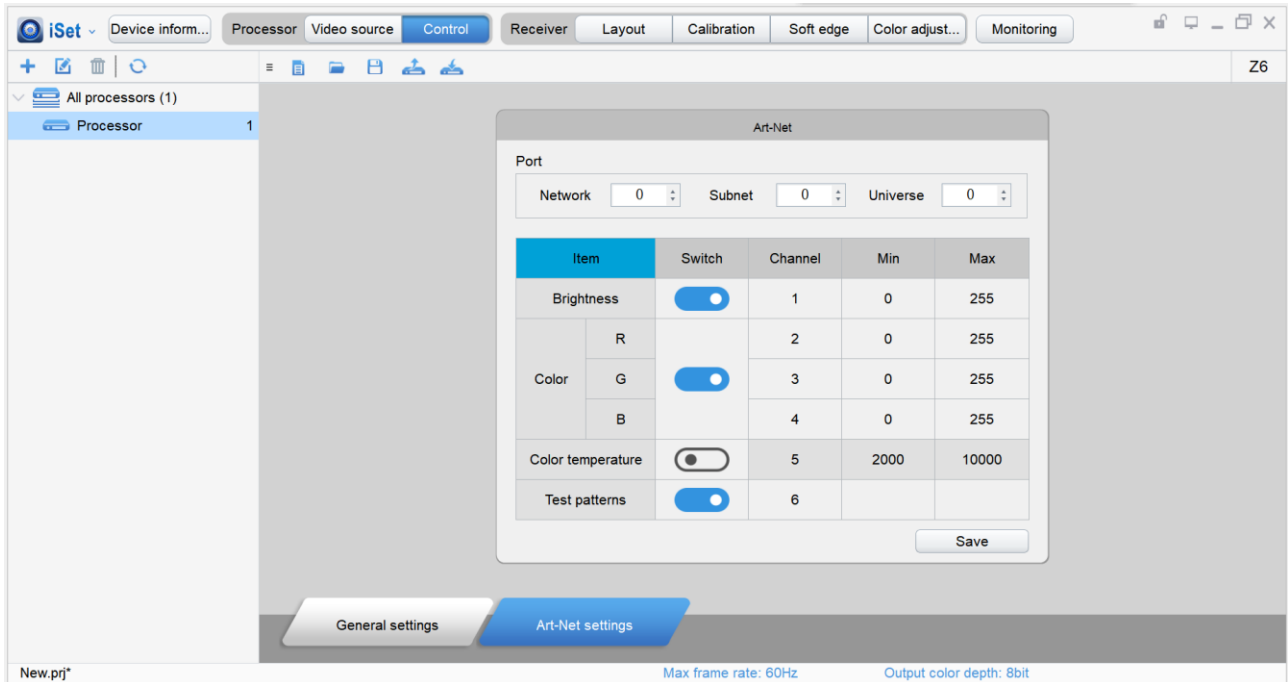 iSet Device inform... Processor Video source Control Receiver Layout Calibration Soft edge Color adjust... Monitoring
Z6
All processors (1)
Processor 1
Art-Net
Port
Network 0 Subnet 0 Universe 0
Item Switch Channel Min Max
Brightness 1 0 255
R 2 0 255
Color G 3 0 255
B 4 0 255
Color temperature 5 2000 10000
Test patterns 6
Save
General settings Art-Net settings
New.prj* Max frame rate: 60Hz Output color depth: 8bit